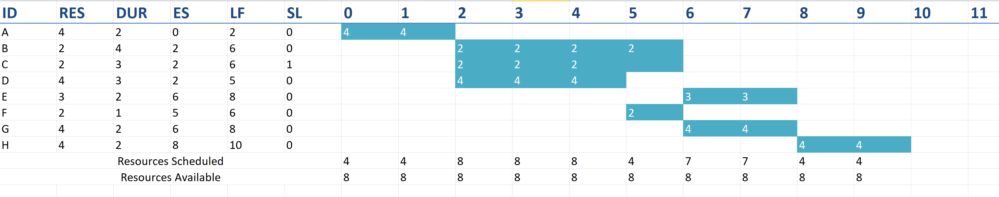 ID RES DUR ES LF SL 0 1 2 3 4 5 6 7 8 9 10 11
A 4 2 0 2 0 4 4
B 2 4 2 6 0 2 2 2 2
C 2 3 2 6 1 2 2 2
D 4 3 2 5 0 4 4 4
E 3 2 6 8 0 3 3
F 2 1 5 6 0 2
G 4 2 6 8 0 4 4
H 4 2 8 10 0 4 4
Resources Scheduled 4 4 8 8 8 4 7 7 4 4
Resources Available 8 8 8 8 8 8 8 8 8 8